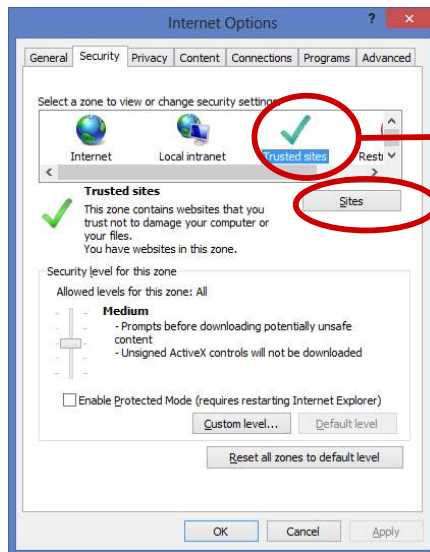 Internet Options
?
General Security Privacy Content Connections Programs Advanced
Select a zone to view or change security settings.
Internet Local intranet Trusted sites
Trusted sites
Sites
This zone contains websites that you
trust not to damage your computer or
your files.
You have websites in this zone.
Security level for this zone
Allowed levels for this zone: All
Medium
- Prompts before downloading potentially unsafe
content
- Unsigned ActiveX controls will not be downloaded
Enable Protected Mode (requires restarting Internet Explorer)
Custom level... Default level
Reset all zones to default level
OK Cancel Apply